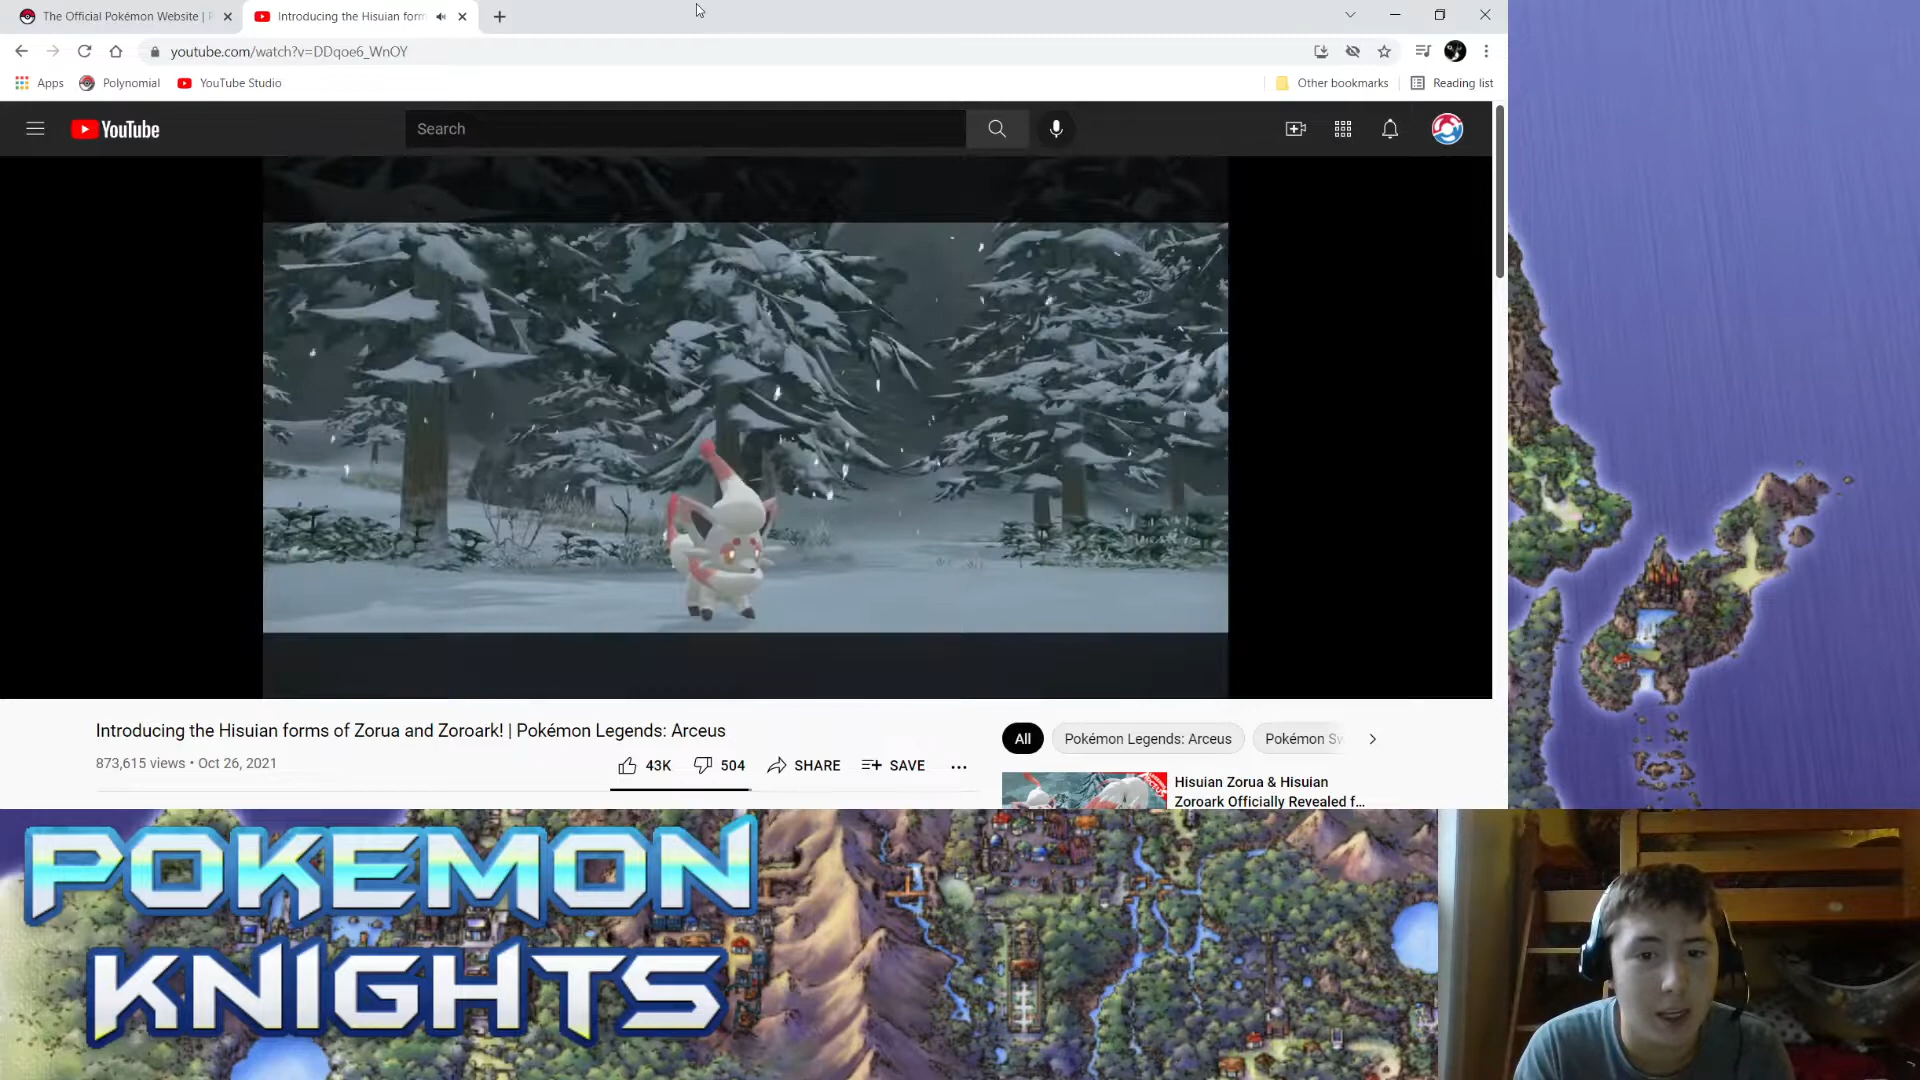 The Official Pokémon Website |
Introducing the Hisuian form
youtube.com/watch?v=DDqoe6_WnOY
Apps
Polynomial
YouTube Studio
Other bookmarks
Reading list
YouTube
Search
Introducing the Hisuian forms of Zorua and Zoroark! | Pokémon Legends: Arceus
873,615 views • Oct 26, 2021
43K
504
SHARE
SAVE
All
Pokémon Legends: Arceus
Pokémon Sw
Hisuian Zorua & Hisuian
Zoroark Officially Revealed f...
POKEMON
KNIGHTS